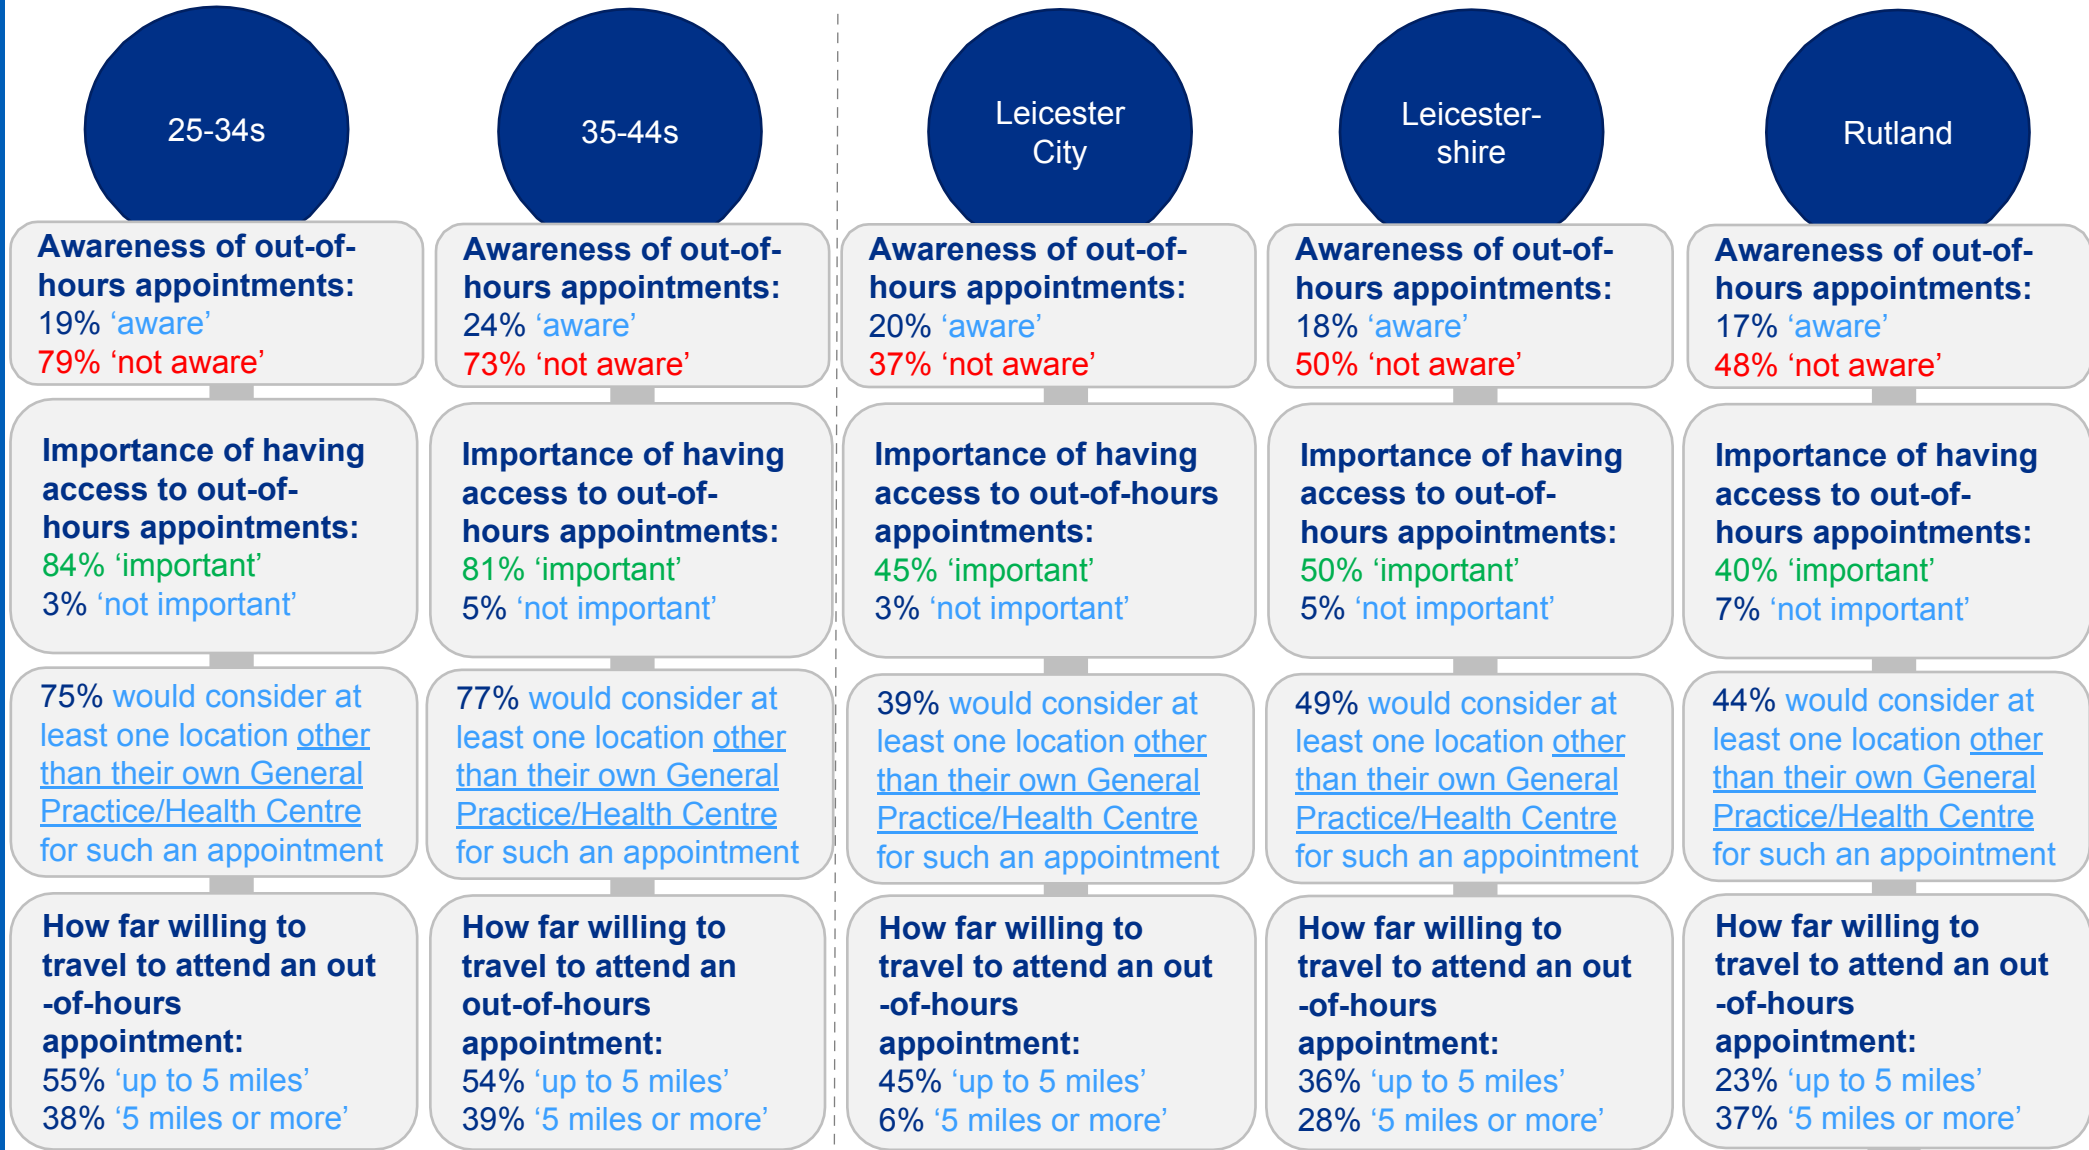 25-34s
Awareness of out-of-
hours appointments:
19% ‘aware’
79% ‘not aware’
Importance of having
access to out-of-
hours appointments:
84% ‘important’
3% ‘not important’
75% would consider at
least one location other
than their own General
Practice/Health Centre
for such an appointment
How far willing to
travel to attend an out
-of-hours
appointment:
55% ‘up to 5 miles’
38% ‘5 miles or more’
35-44s
Awareness of out-of-
hours appointments:
24% ‘aware’
73% ‘not aware’
Importance of having
access to out-of-
hours appointments:
81% ‘important’
5% ‘not important’
77% would consider at
least one location other
than their own General
Practice/Health Centre
for such an appointment
How far willing to
travel to attend an
out-of-hours
appointment:
54% ‘up to 5 miles’
39% ‘5 miles or more’
Leicester
City
Awareness of out-of-
hours appointments:
20% ‘aware’
37% ‘not aware’
Importance of having
access to out-of-hours
appointments:
45% ‘important’
3% ‘not important’
39% would consider at
least one location other
than their own General
Practice/Health Centre
for such an appointment
How far willing to
travel to attend an out
-of-hours
appointment:
45% ‘up to 5 miles’
6% ‘5 miles or more’
Leicester-
shire
Awareness of out-of-
hours appointments:
18% ‘aware’
50% ‘not aware’
Importance of having
access to out-of-
hours appointments:
50% ‘important’
5% ‘not important’
49% would consider at
least one location other
than their own General
Practice/Health Centre
for such an appointment
How far willing to
travel to attend an out
-of-hours
appointment:
36% ‘up to 5 miles’
28% ‘5 miles or more’
Rutland
Awareness of out-of-
hours appointments:
17% ‘aware’
48% ‘not aware’
Importance of having
access to out-of-
hours appointments:
40% ‘important’
7% ‘not important’
44% would consider at
least one location other
than their own General
Practice/Health Centre
for such an appointment
How far willing to
travel to attend an out
-of-hours
appointment:
23% ‘up to 5 miles’
37% ‘5 miles or more’